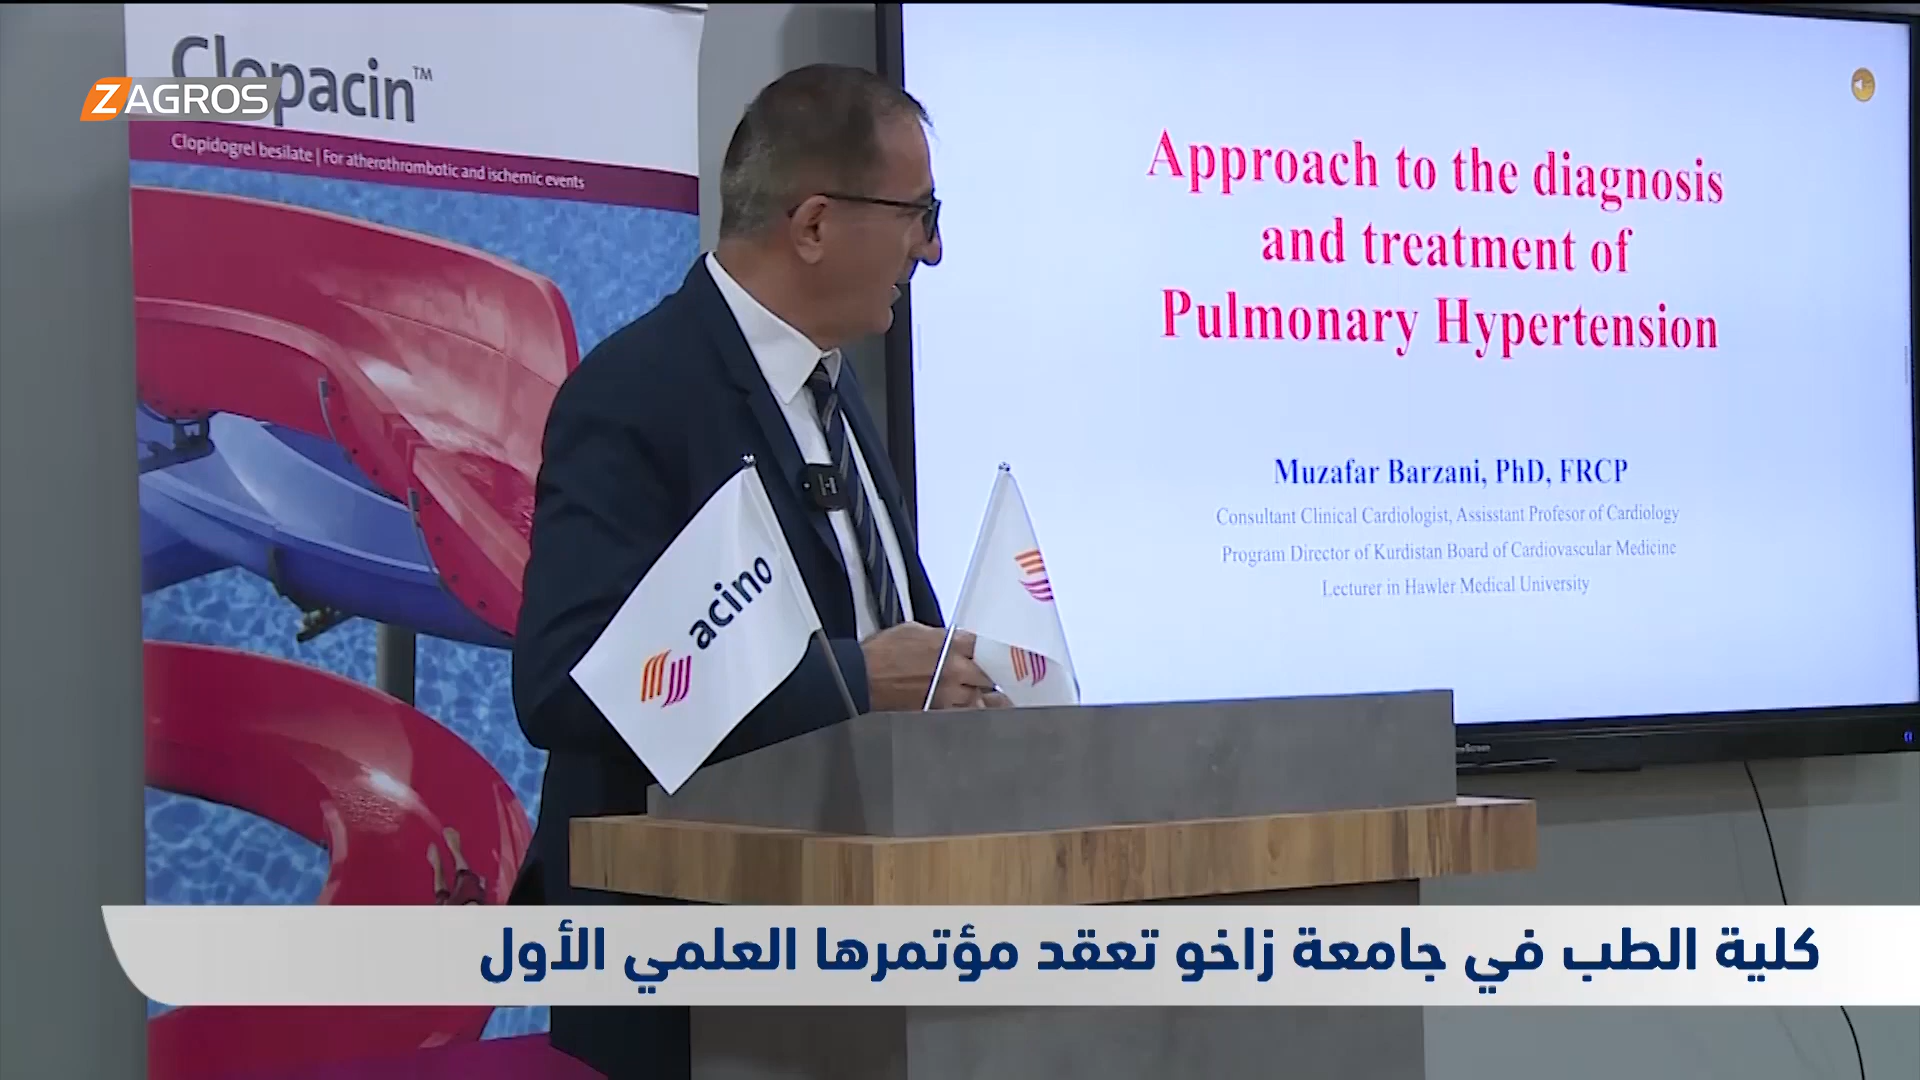 Clopacin™
ZAGROS
Clopidogrel besilate | For atherothrombotic and ischemic events
Approach to the diagnosis
and treatment of
Pulmonary Hypertension
Muzafar Barzani, PhD, FRCP
Consultant Clinical Cardiologist, Assisstant Profesor of Cardiology
Program Director of Kurdistan Board of Cardiovascular Medicine
Lecturer in Hawler Medical University
acino
كلية الطب في جامعة زاخو تعقد مؤتمرها العلمي الأول